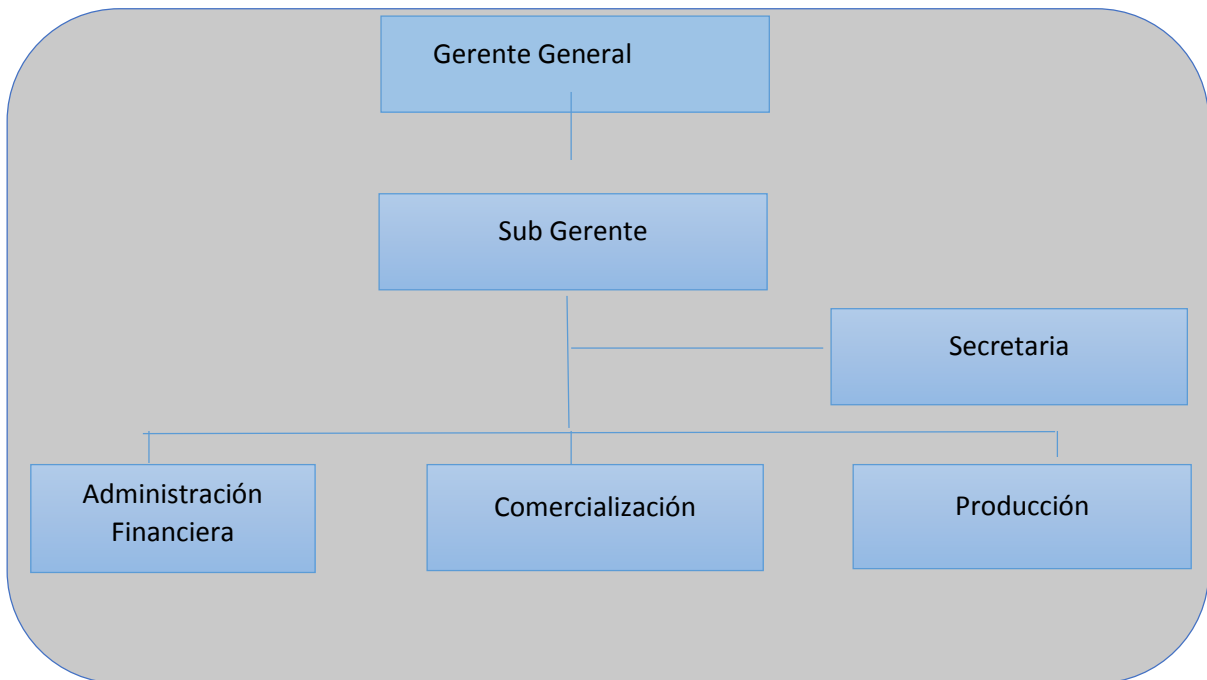 Gerente General
Sub Gerente
Secretaria
Administración
Financiera
Comercialización
Producción